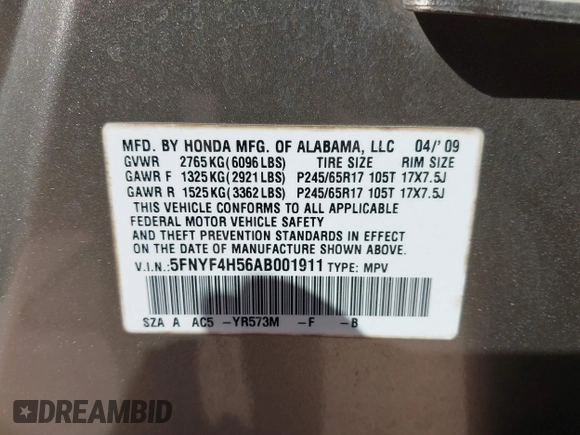 MFD. BY HONDA MFG. OF ALABAMA, LLC 04/'09
GVWR 2765KG(6096LBS) TIRE SIZE RIM SIZE
GAWR F 1325KG(2921LBS) P245/65R17 105T 17X7.5J
GAWR R 1525KG(3362LBS) P245/65R17 105T 17X7.5J
THIS VEHICLE CONFORMS TO ALL APPLICABLE
FEDERAL MOTOR VEHICLE SAFETY
AND THEFT PREVENTION STANDARDS IN EFFECT
ON THE DATE OF MANUFACTURE SHOWN ABOVE.
V.I.N.:5FNYF4H56AB001911 TYPE: MPV
SZA A AC5 -YR573M -F -B
DREAMBID